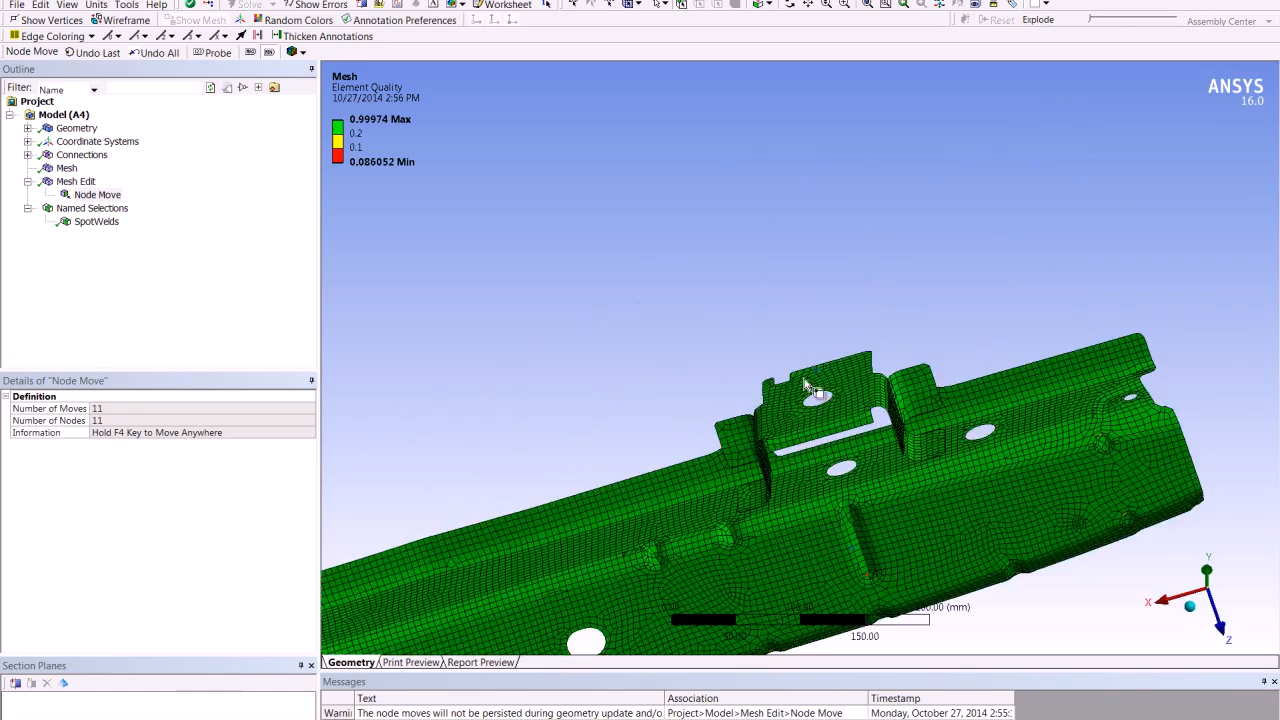 File Edit View Units Tools Help Solve Show Errors Worksheet
Show Vertices Wireframe Show Mesh Random Colors Annotation Preferences Reset Explode Assembly Center
Edge Coloring Thicken Annotations
Node Move Undo Last Undo All Probe
Outline
Filter: Name
Project
Model (A4)
Geometry
Coordinate Systems
Connections
Mesh
Mesh Edit
Node Move
Named Selections
SpotWelds
Details of "Node Move"
Definition
Number of Moves 11
Number of Nodes 11
Information Hold F4 Key to Move Anywhere
Section Planes
Mesh
Element Quality
10/27/2014 2:56 PM
0.99974 Max
0.2
0.1
0.086052 Min
ANSYS
16.0
(mm)
150.00
Y
X
Z
Geometry Print Preview Report Preview
Messages
Text Association Timestamp
Warni The node moves will not be persisted during geometry update and/o Project>Model>Mesh Edit>Node Move Monday, October 27, 2014 2:55: